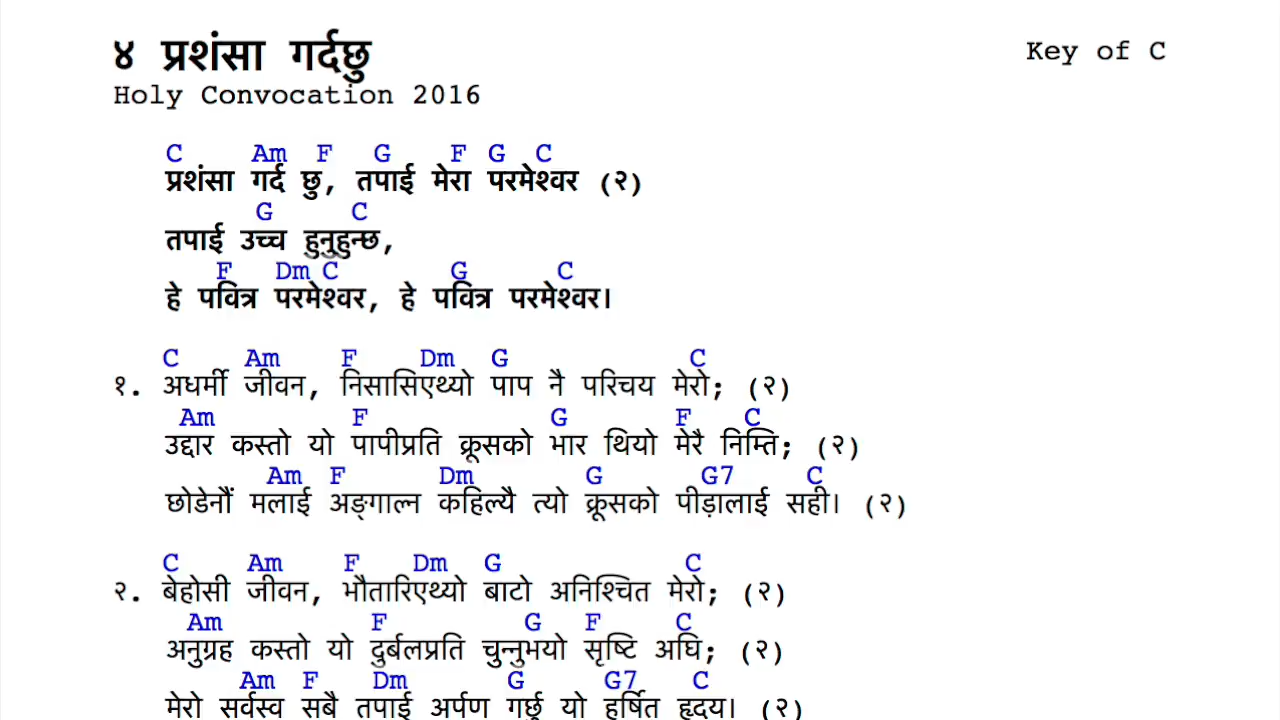 ४ प्रशंसा गर्दछु
Key of C
Holy Convocation 2016
C Am F G F G C
प्रशंसा गर्द छु, तपाई मेरा परमेश्वर (२)
G C
तपाई उच्च हुनुहुन्छ,
F Dm C G C
हे पवित्र परमेश्वर, हे पवित्र परमेश्वर।
C Am F Dm G C
१. अधर्मी जीवन, निसासिएथ्यो पाप नै परिचय मेरो; (२)
Am F G F C
उद्दार कस्तो यो पापीप्रति क्रूसको भार थियो मेरै निम्ति; (२)
Am F Dm G G7 C
छोडेनौं मलाई अङ्गाल्न कहिल्यै त्यो क्रूसको पीड़ालाई सही। (२)
C Am F Dm G C
२. बेहोसी जीवन, भौतारिएथ्यो बाटो अनिश्चित मेरो; (२)
Am F G F C
अनुग्रह कस्तो यो दुर्बलप्रति चुन्नुभयो सृष्टि अघि; (२)
Am F Dm G G7 C
मेरो सर्वस्व सबै तपाई अर्पण गर्छु यो हर्षित हृदय। (२)